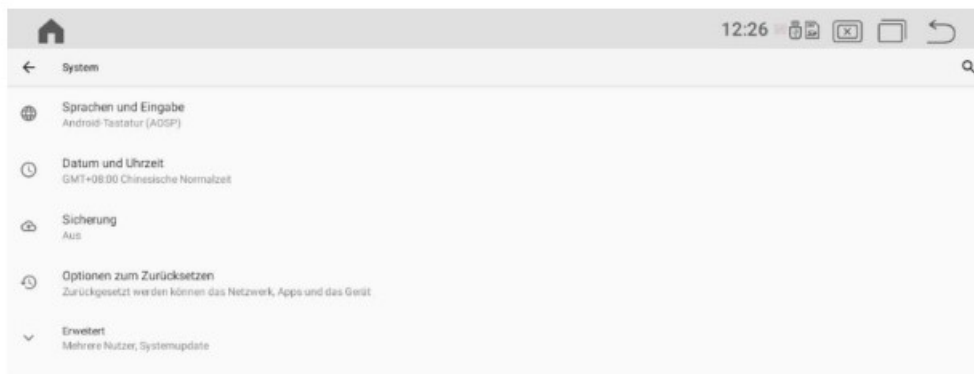 12:26
System
Sprachen und Eingabe
Android-Tastatur (AOSP)
Datum und Uhrzeit
GMT+08:00 Chinesische Normalzeit
Sicherung
Aus
Optionen zum Zurücksetzen
Zurückgesetzt werden können das Netzwerk, Apps und das Gerät
Erweitert
Mehrere Nutzer, Systemupdate